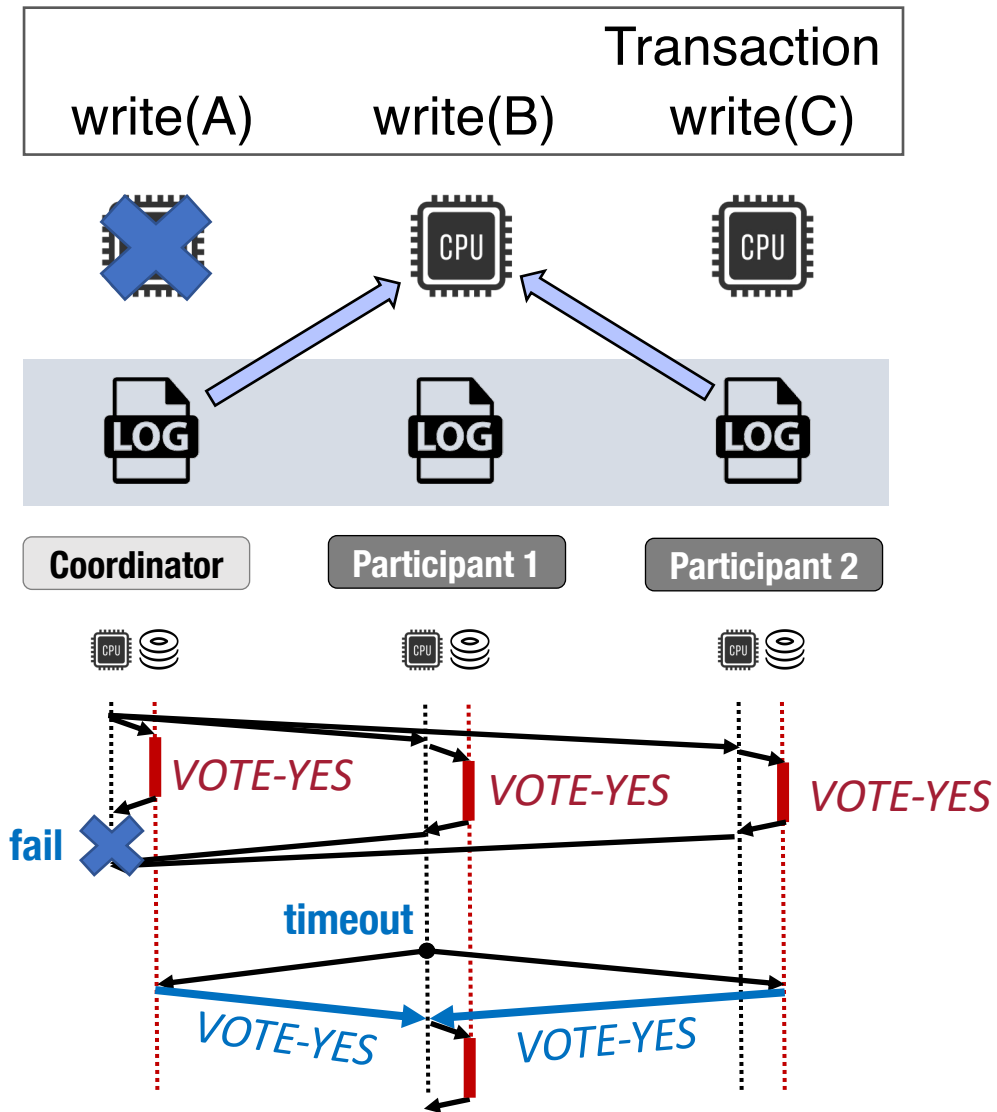 Transaction
write(A) write(B) write(C)
CPU CPU
LOG LOG LOG
Coordinator Participant 1 Participant 2
CPU CPU CPU
VOTE-YES VOTE-YES VOTE-YES
fail
timeout
VOTE-YES VOTE-YES